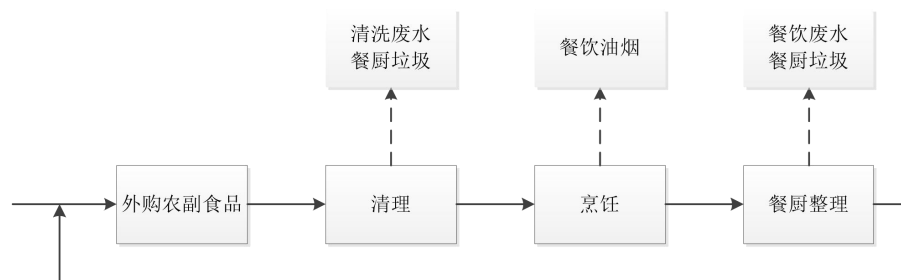 清洗废水
餐厨垃圾
餐饮油烟
餐饮废水
餐厨垃圾
外购农副食品
清理
烹饪
餐厨整理